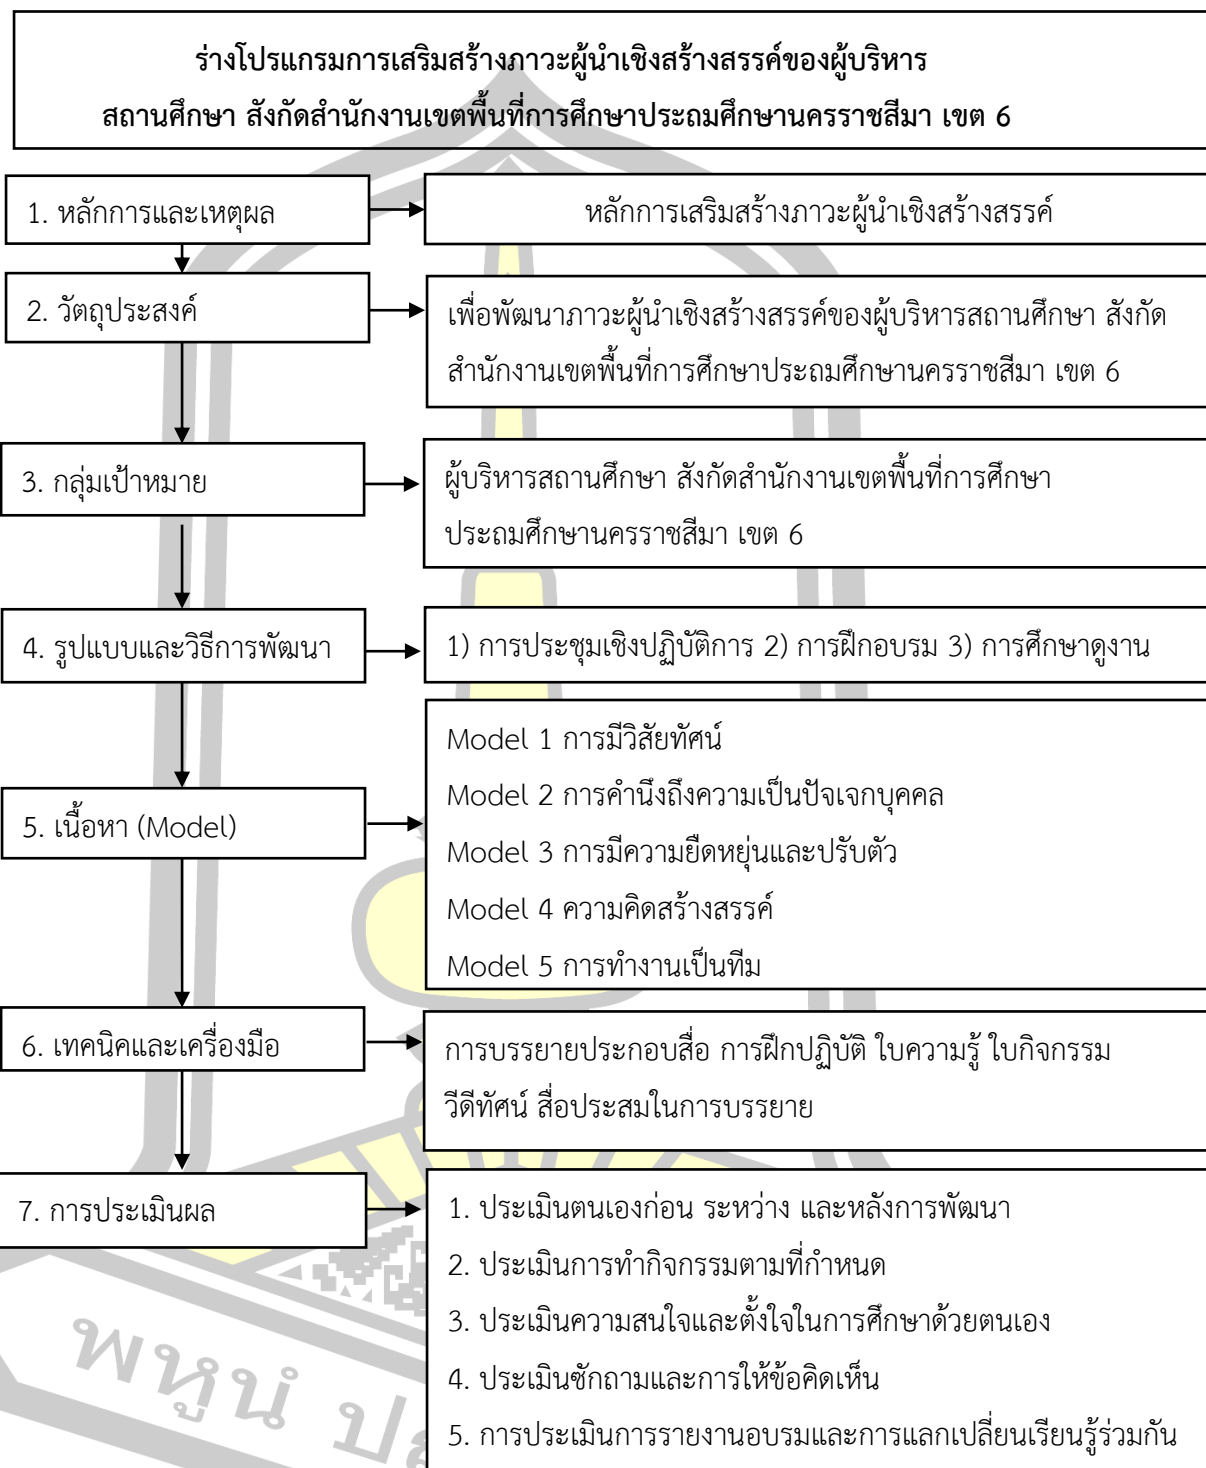 ร่างโปรแกรมการเสริมสร้างภาวะผู้นำเชิงสร้างสรรค์ของผู้บริหาร
สถานศึกษา สังกัดสำนักงานเขตพื้นที่การศึกษาประถมศึกษานครราชสีมา เขต 6
1. หลักการและเหตุผล
หลักการเสริมสร้างภาวะผู้นำเชิงสร้างสรรค์
2. วัตถุประสงค์
เพื่อพัฒนาภาวะผู้นำเชิงสร้างสรรค์ของผู้บริหารสถานศึกษา สังกัด
สำนักงานเขตพื้นที่การศึกษาประถมศึกษานครราชสีมา เขต 6
3. กลุ่มเป้าหมาย
ผู้บริหารสถานศึกษา สังกัดสำนักงานเขตพื้นที่การศึกษา
ประถมศึกษานครราชสีมา เขต 6
4. รูปแบบและวิธีการพัฒนา
1) การประชุมเชิงปฏิบัติการ 2) การฝึกอบรม 3) การศึกษาดูงาน
5. เนื้อหา (Model)
Model 1 การมีวิสัยทัศน์
Model 2 การคำนึงถึงความเป็นปัจเจกบุคคล
Model 3 การมีความยืดหยุ่นและปรับตัว
Model 4 ความคิดสร้างสรรค์
Model 5 การทำงานเป็นทีม
6. เทคนิคและเครื่องมือ
การบรรยายประกอบสื่อ การฝึกปฏิบัติ ใบความรู้ ใบกิจกรรม
วีดีทัศน์ สื่อประสมในการบรรยาย
7. การประเมินผล
1. ประเมินตนเองก่อน ระหว่าง และหลังการพัฒนา
2. ประเมินการทำกิจกรรมตามที่กำหนด
3. ประเมินความสนใจและตั้งใจในการศึกษาด้วยตนเอง
4. ประเมินซักถามและการให้ข้อคิดเห็น
5. การประเมินการรายงานอบรมและการแลกเปลี่ยนเรียนรู้ร่วมกัน
พหูนํ